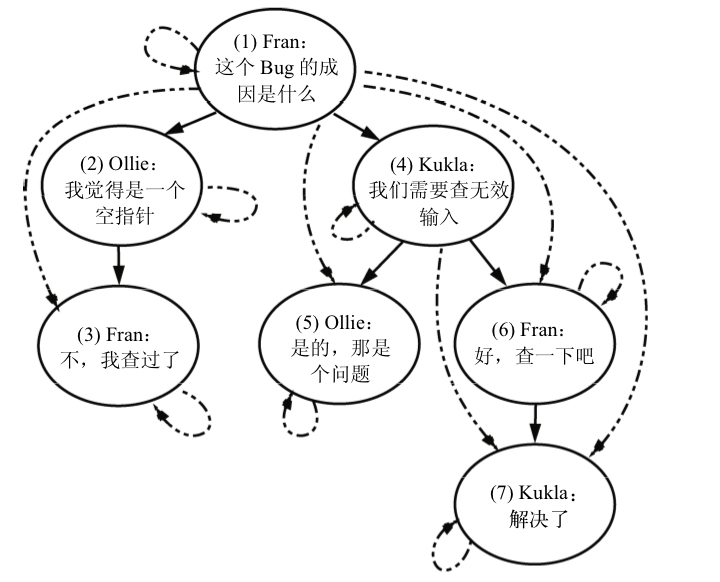 (1) Fran：
这个 Bug 的成
因是什么
(2) Ollie：
我觉得是一个
空指针
(4) Kukla：
我们需要查无效
输入
(3) Fran：
不，我查过了
(5) Ollie：
是的，那是
个问题
(6) Fran：
好，查一下吧
(7) Kukla：
解决了